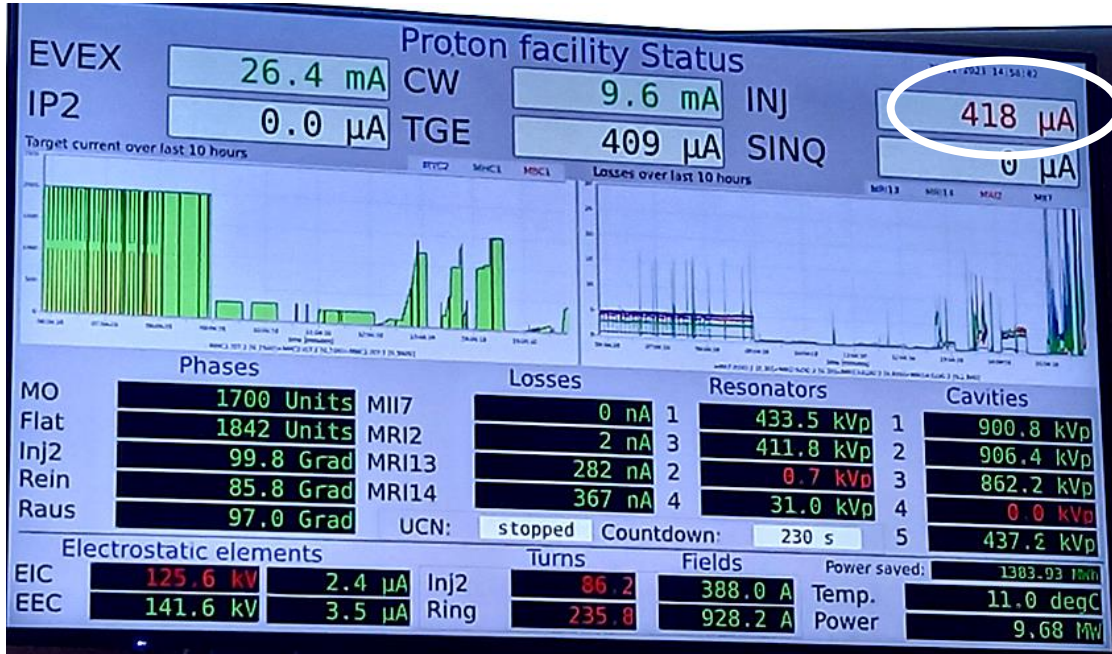 Proton facility Status
EVEX 26.4 mA CW 9.6 mA INJ 418 µA
IP2 0.0 µA TGE 409 µA SINQ 0 µA
Target current over last 10 hours
MHC1 MBC1
Losses over last 10 hours
MRI13 MRI14 MAI2 MII7
Phases Losses Resonators Cavities
MO 1700 Units MII7 0 nA 1 433.5 kVp 1 900.8 kVp
Flat 1842 Units MRI2 2 nA 3 411.8 kVp 2 906.4 kVp
Inj2 99.8 Grad MRI13 282 nA 2 0.7 kVp 3 862.2 kVp
Rein 85.8 Grad MRI14 367 nA 4 31.0 kVp 4 0.0 kVp
Raus 97.0 Grad UCN: stopped Countdown: 230 s 5 437.2 kVp
Electrostatic elements Turns Fields Power saved: 1383.93 MWh
EIC 125.6 kV 2.4 µA Inj2 86.2 388.0 A Temp. 11.0 degC
EEC 141.6 kV 3.5 µA Ring 235.8 928.2 A Power 9.68 MW